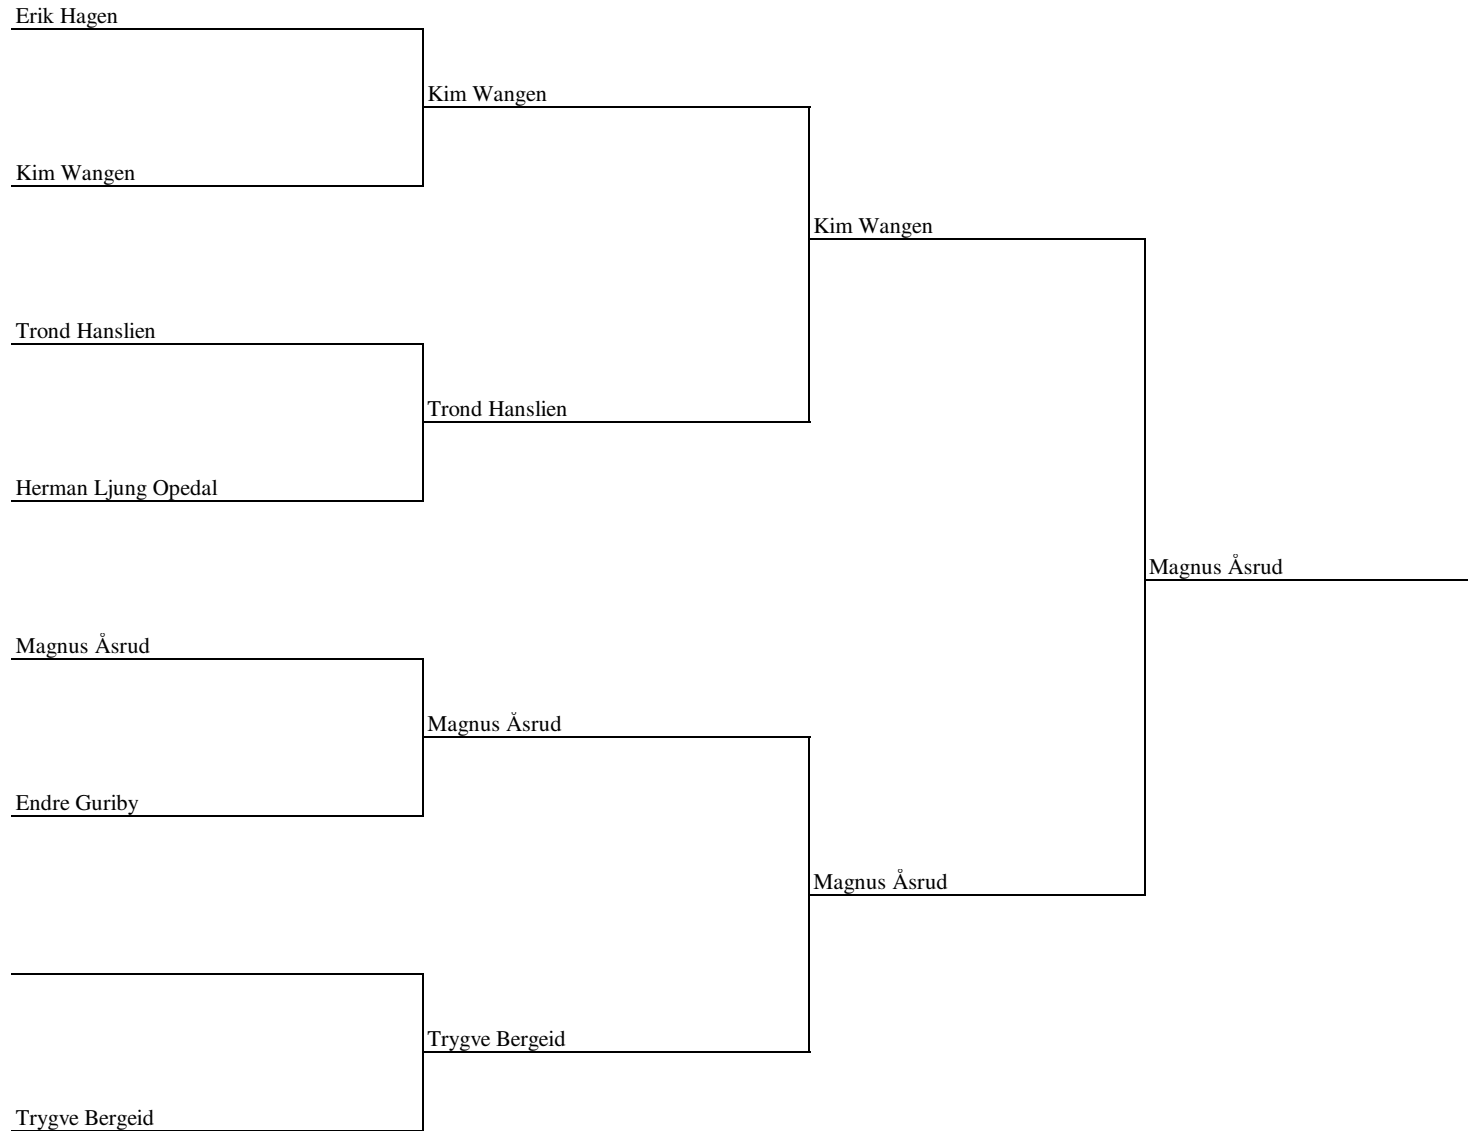 Erik Hagen
Kim Wangen
Kim Wangen
Kim Wangen
Trond Hanslien
Trond Hanslien
Herman Ljung Opedal
Magnus Åsrud
Magnus Åsrud
Magnus Åsrud
Endre Guriby
Magnus Åsrud
Trygve Bergeid
Trygve Bergeid